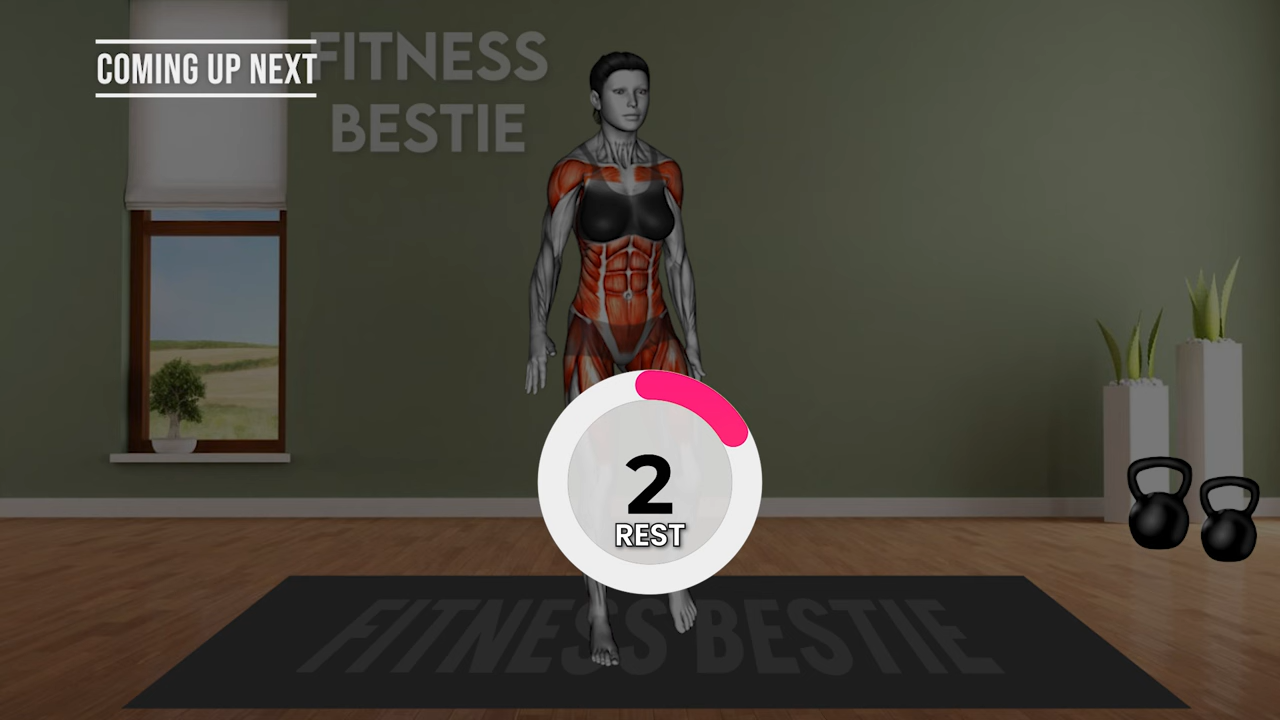 COMING UP NEXT
FITNESS
BESTIE
2
REST
FITNESS BESTIE